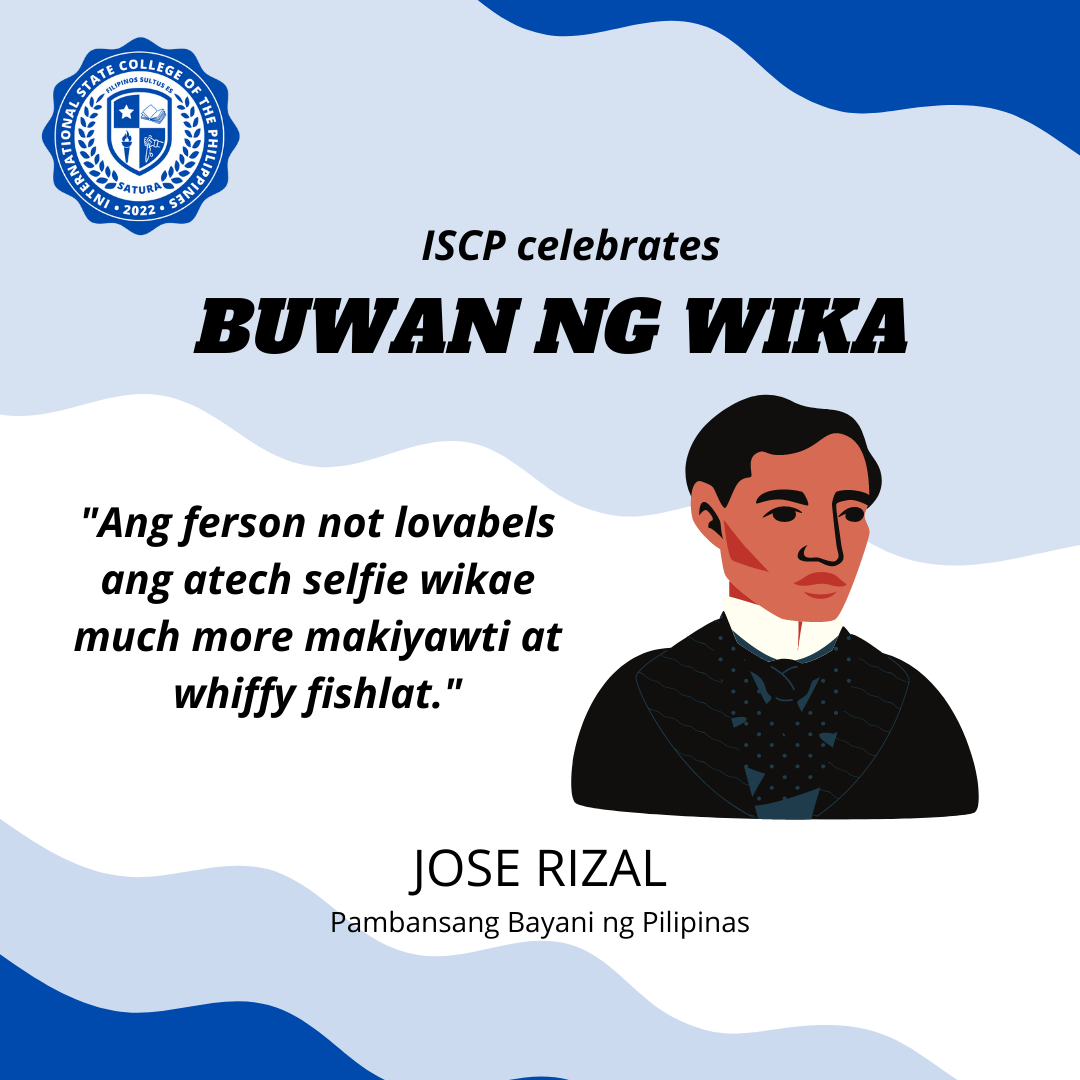 INTERNATIONAL STATE COLLEGE OF THE PHILIPPINES
FILIPINOS SULTUS ES
SATURA
• 2022 •
ISCP celebrates
BUWAN NG WIKA
"Ang ferson not lovabels
ang atech selfie wikae
much more makiyawti at
whiffy fishlat."
JOSE RIZAL
Pambansang Bayani ng Pilipinas